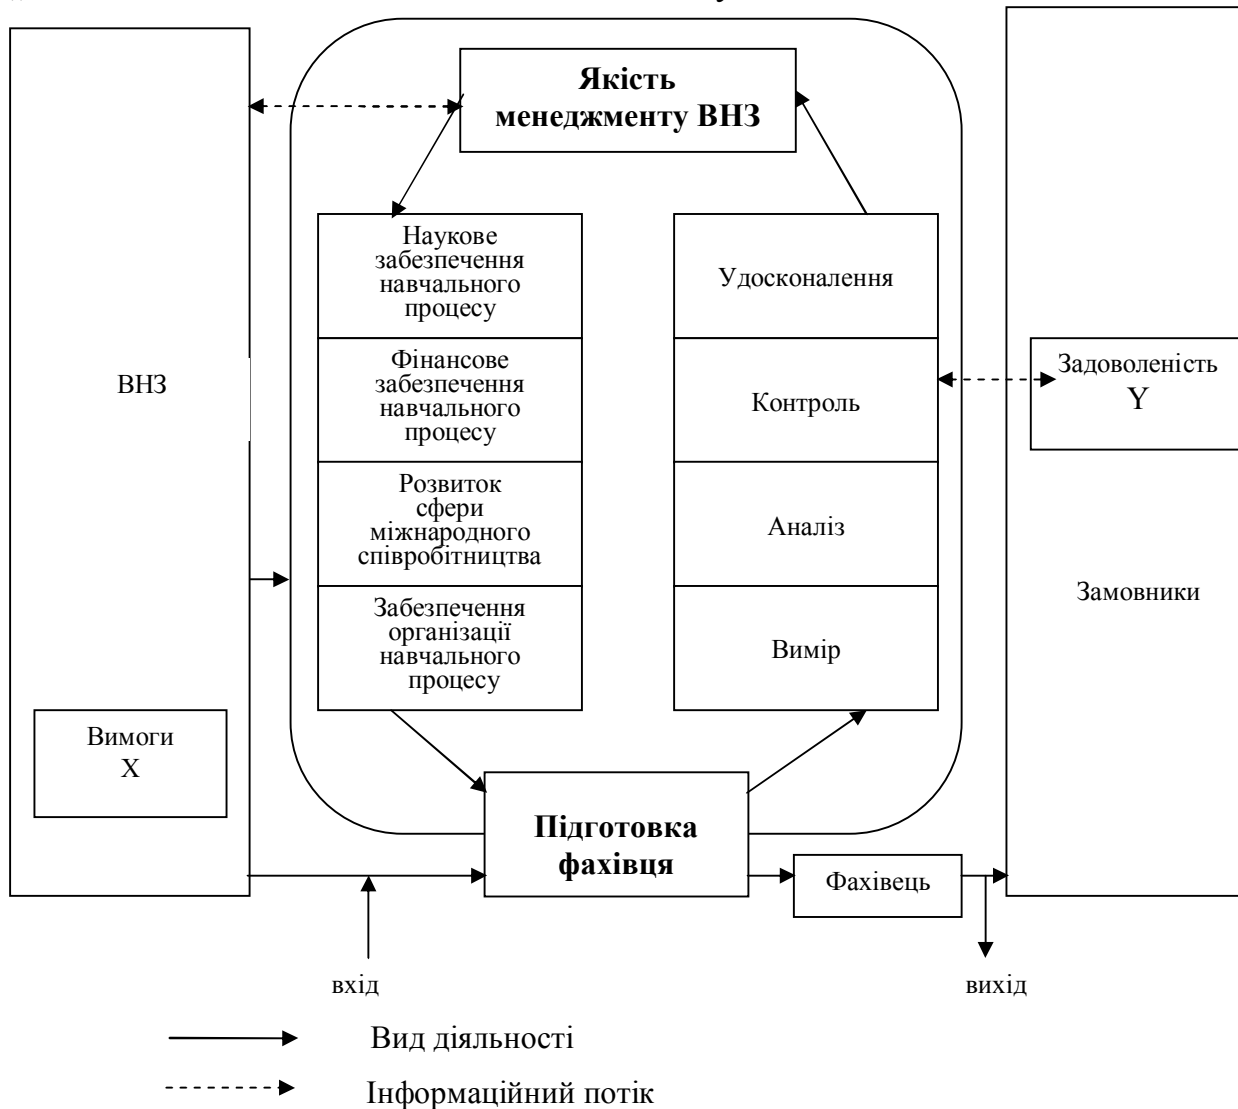 Якість
менеджменту ВНЗ
Наукове
забезпечення
навчального
процесу
Фінансове
забезпечення
навчального
процесу
Розвиток
сфери
міжнародного
співробітництва
Забезпечення
організації
навчального
процесу
Удосконалення
Контроль
Аналіз
Вимір
ВНЗ
Вимоги
Х
Задоволеність
Y
Замовники
Підготовка
фахівця
Фахівець
вхід
вихід
Вид діяльності
Інформаційний потік